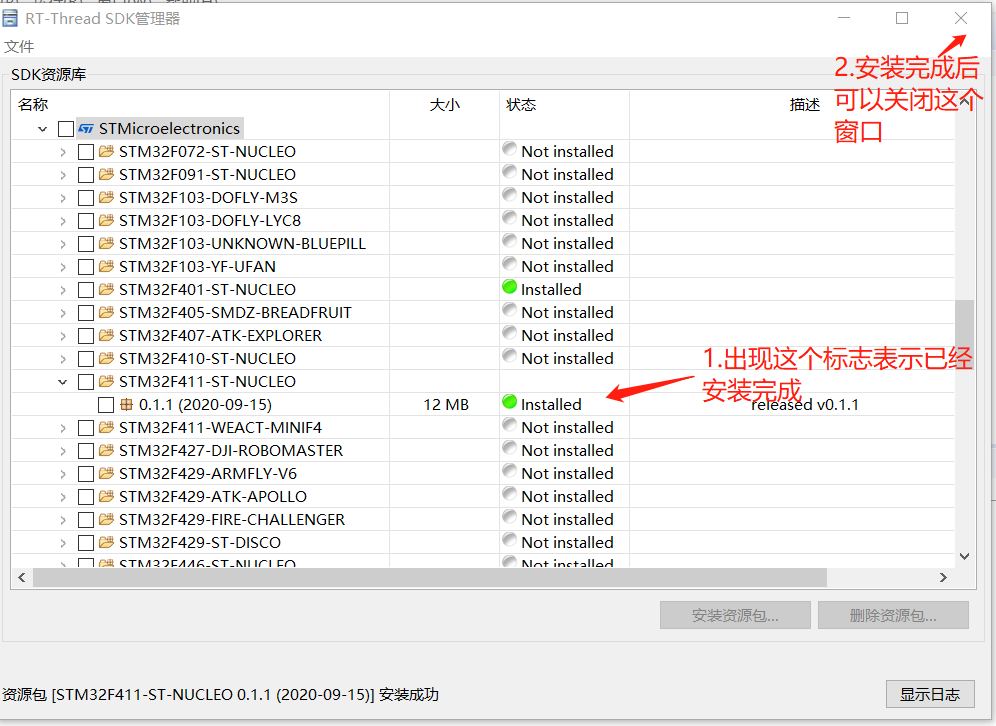 RT-Thread SDK管理器
文件
SDK资源库
2.安装完成后
可以关闭这个
窗口
名称 大小 状态 描述
STMicroelectronics
STM32F072-ST-NUCLEO Not installed
STM32F091-ST-NUCLEO Not installed
STM32F103-DOFLY-M3S Not installed
STM32F103-DOFLY-LYC8 Not installed
STM32F103-UNKNOWN-BLUEPILL Not installed
STM32F103-YF-UFAN Not installed
STM32F401-ST-NUCLEO Installed
STM32F405-SMDZ-BREADFRUIT Not installed
STM32F407-ATK-EXPLORER Not installed
STM32F410-ST-NUCLEO Not installed
1.出现这个标志表示已经
安装完成
STM32F411-ST-NUCLEO
0.1.1 (2020-09-15) 12 MB Installed released v0.1.1
STM32F411-WEACT-MINIF4 Not installed
STM32F427-DJI-ROBOMASTER Not installed
STM32F429-ARMFLY-V6 Not installed
STM32F429-ATK-APOLLO Not installed
STM32F429-FIRE-CHALLENGER Not installed
STM32F429-ST-DISCO Not installed
STM32F446-ST-NUCLEO Not installed
安装资源包... 删除资源包...
资源包 [STM32F411-ST-NUCLEO 0.1.1 (2020-09-15)] 安装成功
显示日志